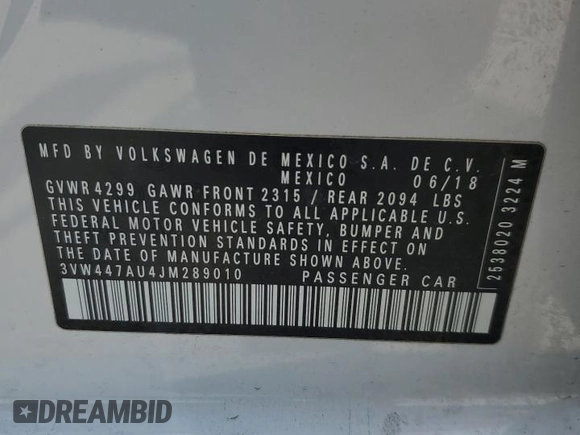 MFD BY VOLKSWAGEN DE MEXICO S.A. DE C.V.
MEXICO 06/18
GVWR 4299 GAWR FRONT 2315 / REAR 2094 LBS
THIS VEHICLE CONFORMS TO ALL APPLICABLE U.S.
FEDERAL MOTOR VEHICLE SAFETY, BUMPER AND
THEFT PREVENTION STANDARDS IN EFFECT ON
THE DATE OF MANUFACTURE SHOWN ABOVE.
3VW447AU4JM289010 PASSENGER CAR
2538020 3224 M
DREAMBID